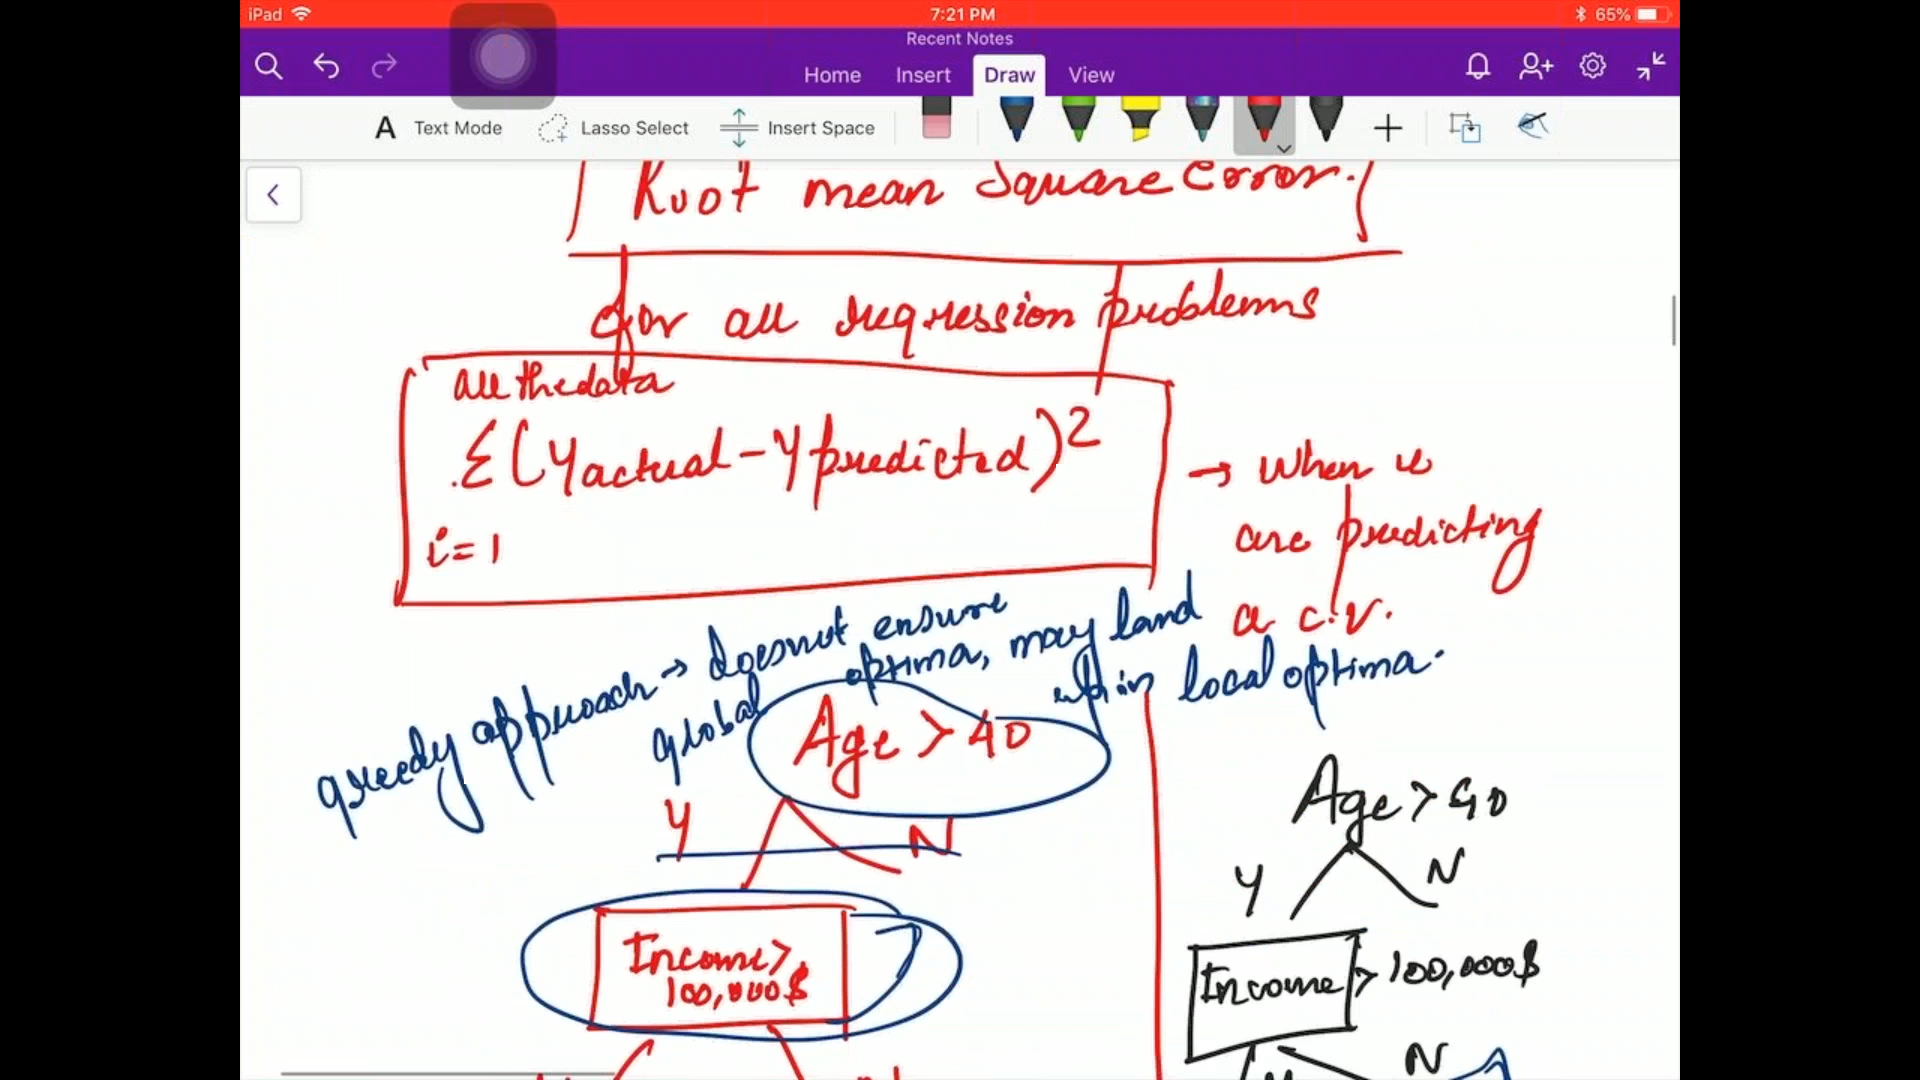 iPad
7:21 PM
65%
Recent Notes
Home Insert Draw View
A Text Mode Lasso Select Insert Space
Root mean Square Error.
for all regression problems
all the data
Σ(Yactual-Ypredicted)2
i=1
→ When u
are predicting
a c.v.
greedy approach → doesnot ensure
global optima, may land
in local optima.
Age > 40
Y N
Income>
100,000$
Age > 40
Y N
Income > 100,000$
N